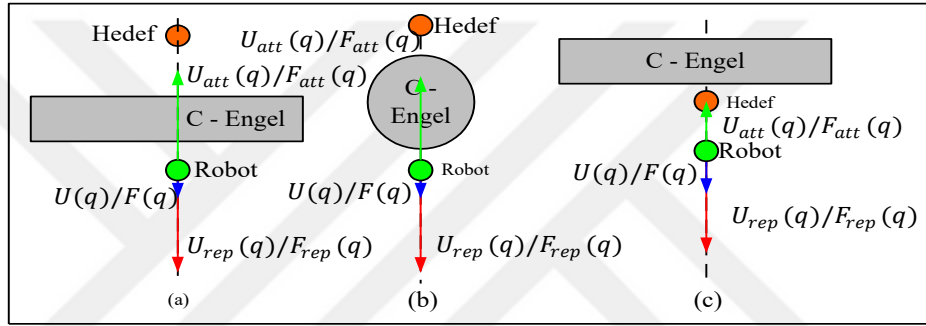 Hedef
U_att(q)/F_att(q)
C - Engel
Robot
U(q)/F(q)
U_rep(q)/F_rep(q)
(a)
Hedef
U_att(q)/F_att(q)
C -
Engel
Robot
U(q)/F(q)
U_rep(q)/F_rep(q)
(b)
C - Engel
Hedef
U_att(q)/F_att(q)
Robot
U(q)/F(q)
U_rep(q)/F_rep(q)
(c)